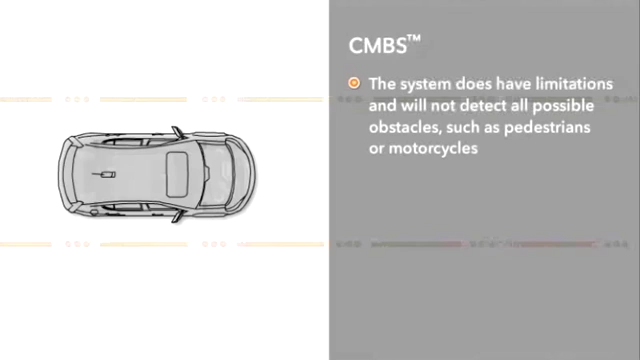 CMBS™
The system does have limitations
and will not detect all possible
obstacles, such as pedestrians
or motorcycles